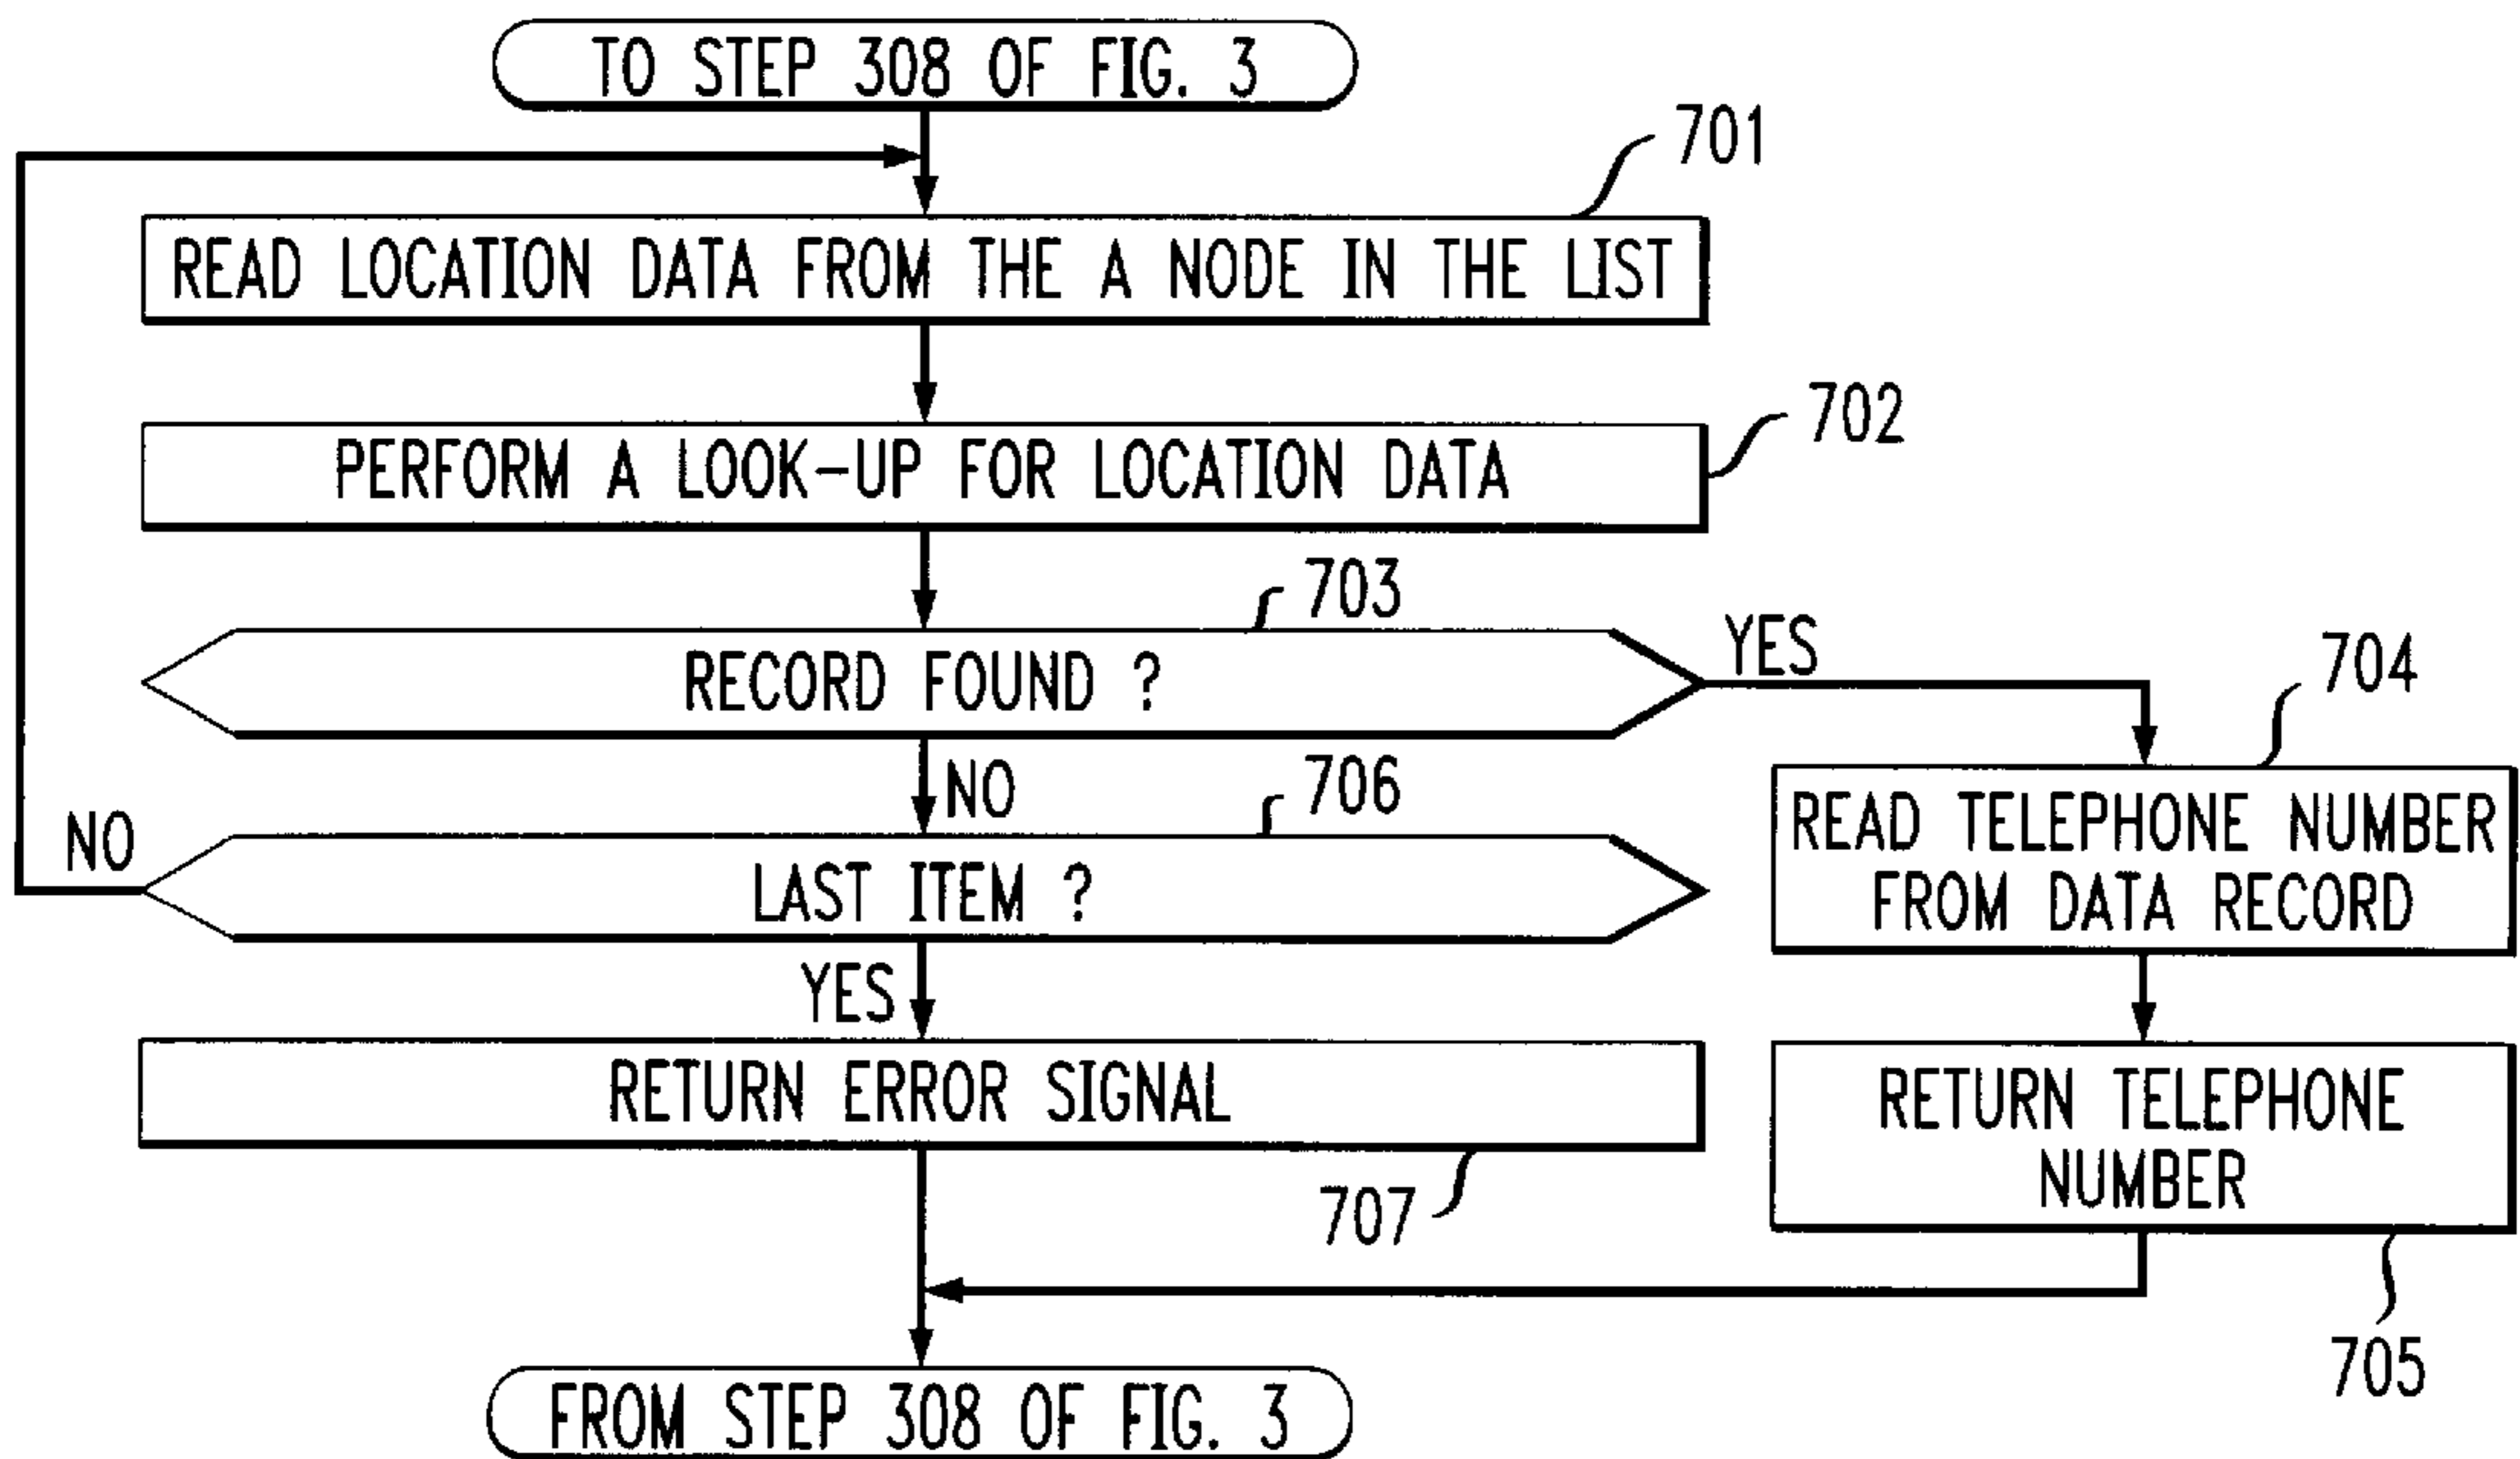 TO STEP 308 OF FIG. 3
701
READ LOCATION DATA FROM THE A NODE IN THE LIST
702
PERFORM A LOOK-UP FOR LOCATION DATA
703
RECORD FOUND ?
YES
704
NO
706
READ TELEPHONE NUMBER
FROM DATA RECORD
NO
LAST ITEM ?
YES
RETURN ERROR SIGNAL
707
RETURN TELEPHONE
NUMBER
705
FROM STEP 308 OF FIG. 3